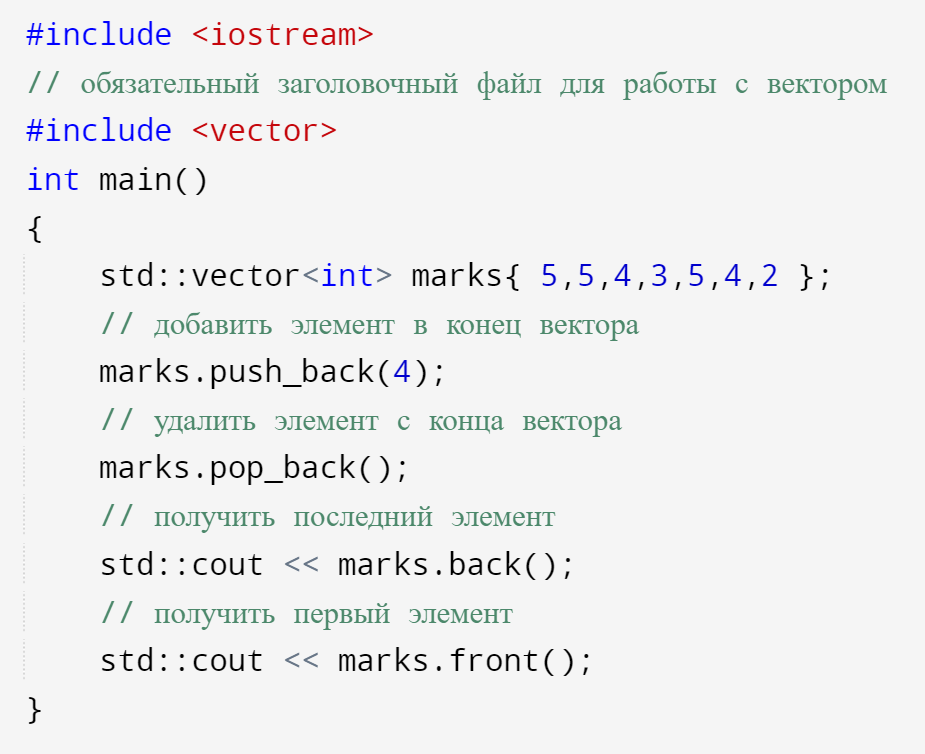 #include <iostream>
// обязательный заголовочный файл для работы с вектором
#include <vector>
int main()
{
    std::vector<int> marks{ 5,5,4,3,5,4,2 };
    // добавить элемент в конец вектора
    marks.push_back(4);
    // удалить элемент с конца вектора
    marks.pop_back();
    // получить последний элемент
    std::cout << marks.back();
    // получить первый элемент
    std::cout << marks.front();
}